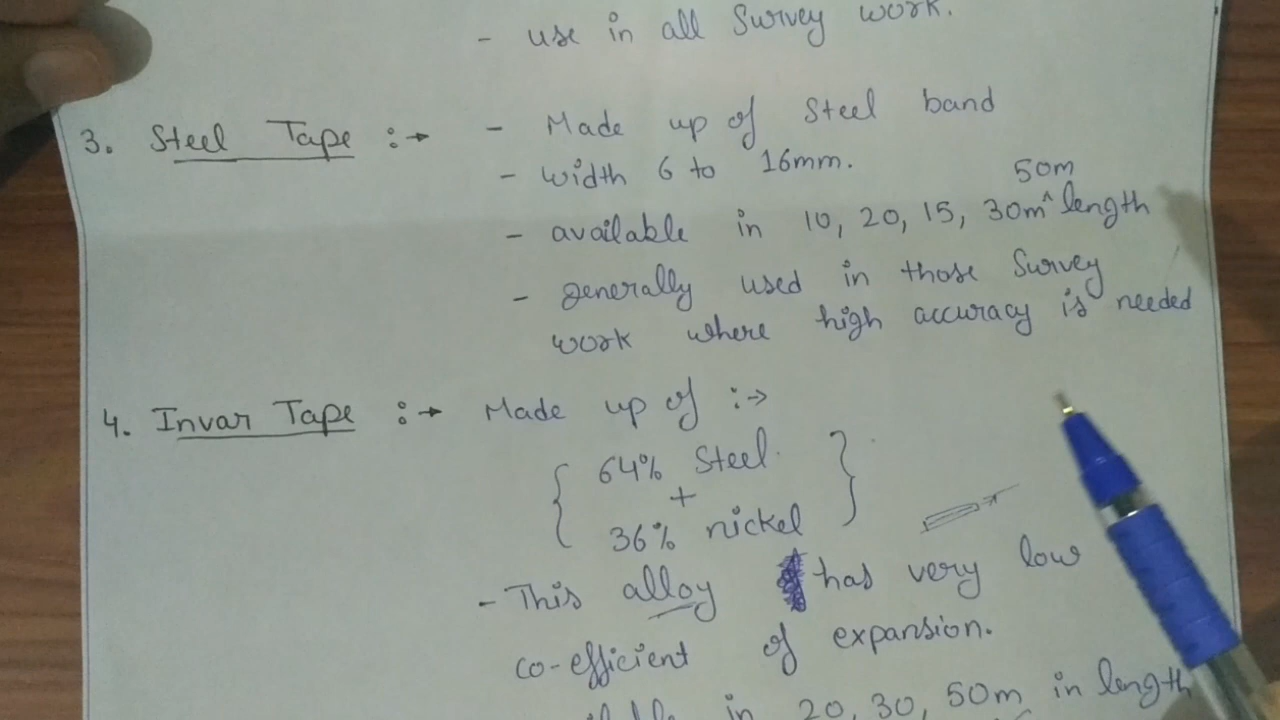 - use in all Survey work.
3. Steel Tape :→ - Made up of Steel band
- width 6 to 16mm.
50m
- available in 10, 20, 15, 30m^ length
- generally used in those Survey
work where high accuracy is needed
4. Invar Tape :→ Made up of :→
{ 64% Steel }
+
36% nickel
- This alloy has very low
co-efficient of expansion.
in 20, 30, 50m in length